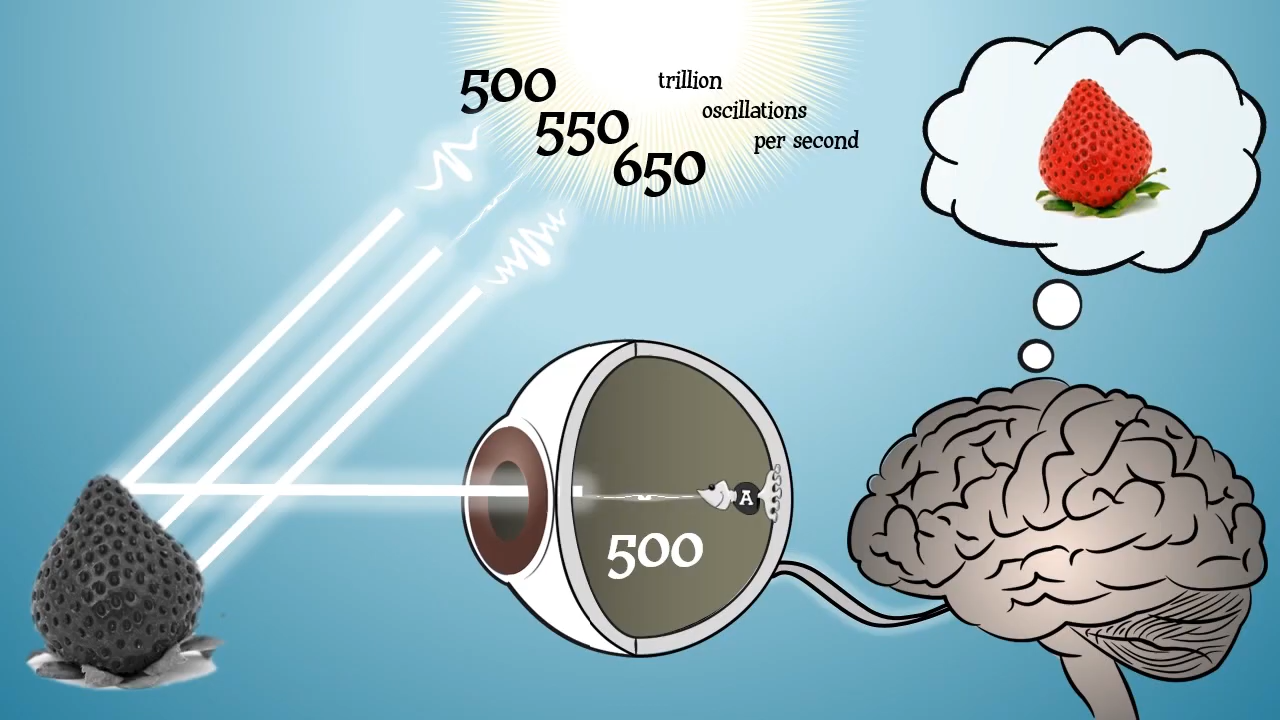 500
550
650
trillion
oscillations
per second
A
500